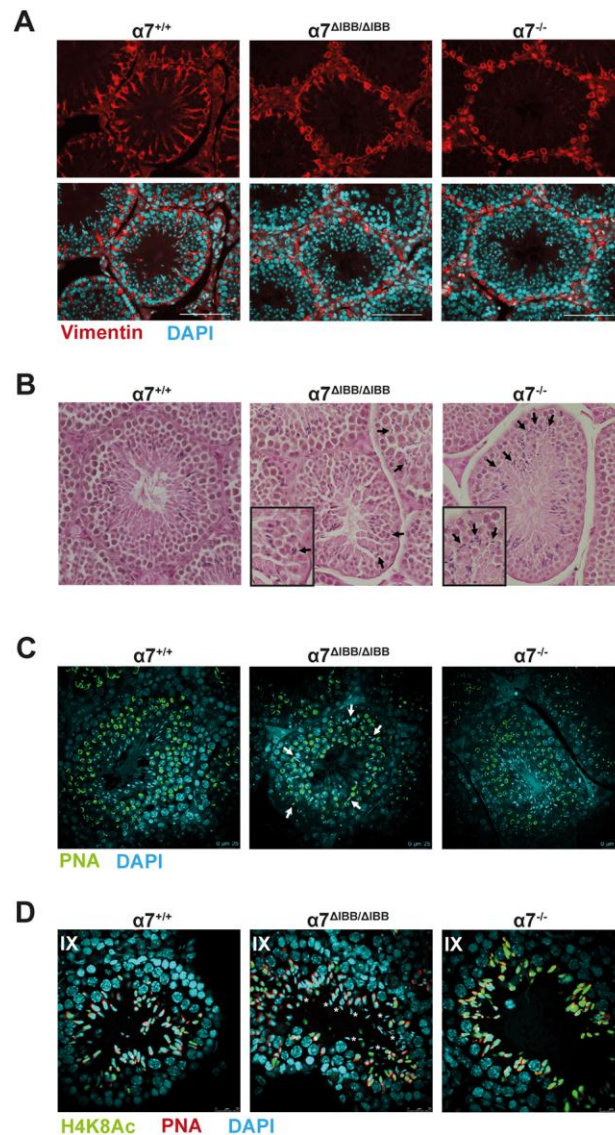 A
α7+/+ α7ΔIBB/ΔIBB α7-/-
Vimentin DAPI
B
α7+/+ α7ΔIBB/ΔIBB α7-/-
C
α7+/+ α7ΔIBB/ΔIBB α7-/-
PNA DAPI
D
α7+/+ α7ΔIBB/ΔIBB α7-/-
IX IX IX
H4K8Ac PNA DAPI